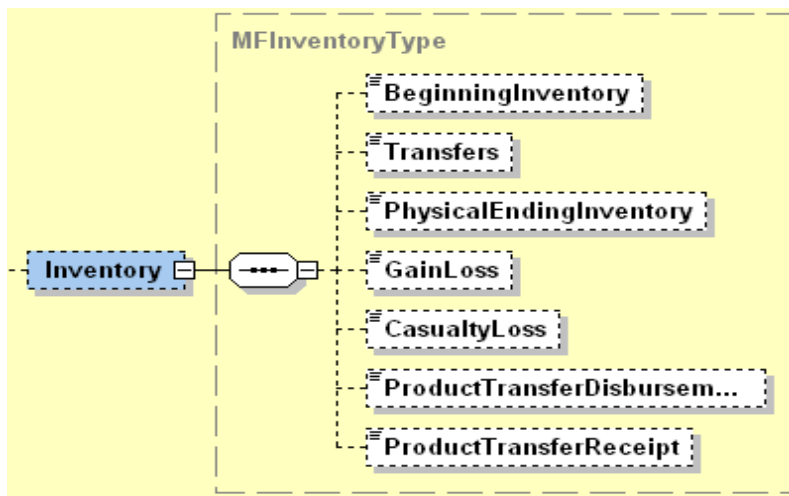 MFInventoryType
BeginningInventory
Transfers
PhysicalEndingInventory
Inventory
GainLoss
CasualtyLoss
ProductTransferDisbursem...
ProductTransferReceipt